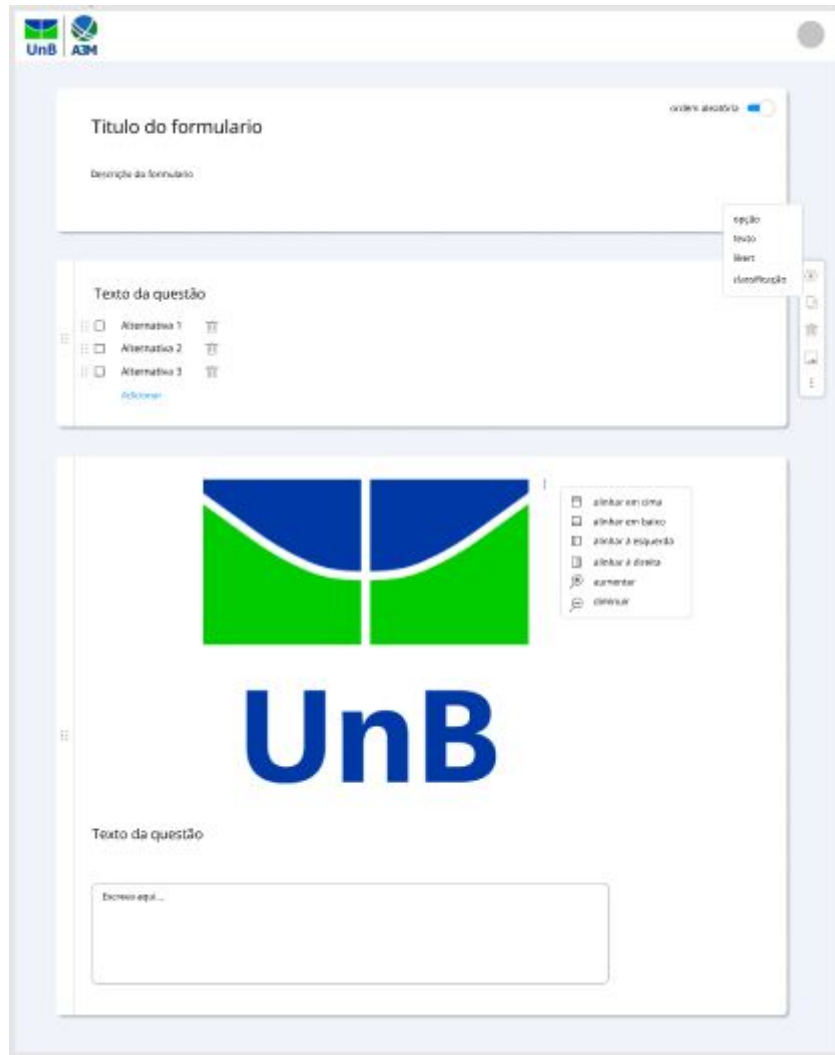 UnB A3M
ordem aleatória
Titulo do formulario
Descrição do formulario
opção
texto
likert
classificação
Texto da questão
Alternativa 1
Alternativa 2
Alternativa 3
Adicionar
alinhar em cima
alinhar em baixo
alinhar à esquerda
alinhar à direita
aumentar
diminuir
UnB
Texto da questão
Escreva aqui...